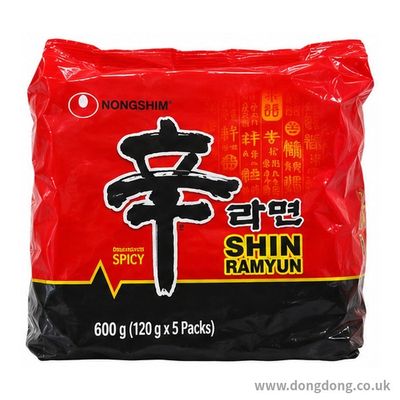 NONGSHIM
辛
라면
SHIN
RAMYUN
SPICY
600 g (120 g x 5 Packs)
www.dongdong.co.uk